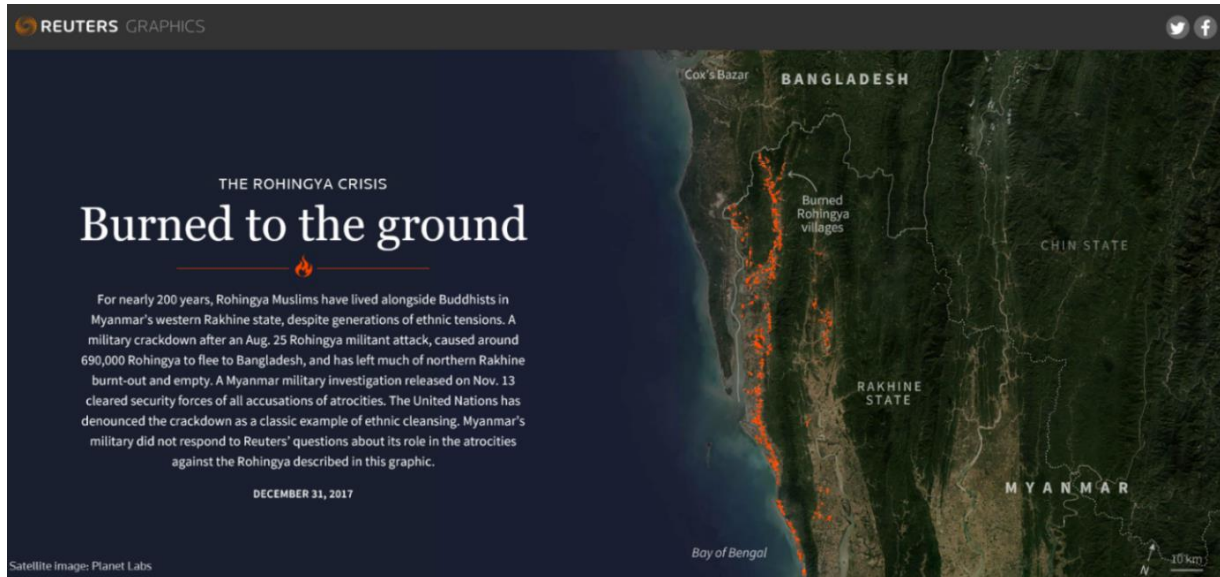 REUTERS GRAPHICS
THE ROHINGYA CRISIS
Burned to the ground
For nearly 200 years, Rohingya Muslims have lived alongside Buddhists in
Myanmar's western Rakhine state, despite generations of ethnic tensions. A
military crackdown after an Aug. 25 Rohingya militant attack, caused around
690,000 Rohingya to flee to Bangladesh, and has left much of northern Rakhine
burnt-out and empty. A Myanmar military investigation released on Nov. 13
cleared security forces of all accusations of atrocities. The United Nations has
denounced the crackdown as a classic example of ethnic cleansing. Myanmar's
military did not respond to Reuters' questions about its role in the atrocities
against the Rohingya described in this graphic.
DECEMBER 31, 2017
Satellite image: Planet Labs
Cox's Bazar
BANGLADESH
Burned
Rohingya
villages
CHIN STATE
RAKHINE
STATE
MYANMAR
Bay of Bengal
N
10 km